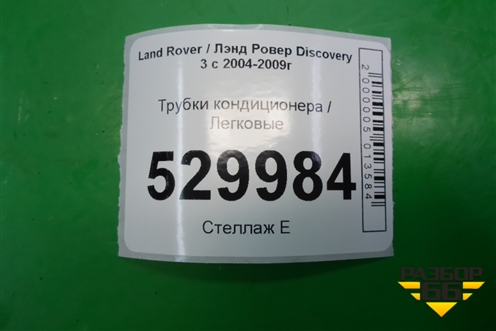 Land Rover / Лэнд Ровер Discovery
3 с 2004-2009г
Трубки кондиционера /
Легковые
529984
Стеллаж Е
2000005013584
РАЗБОР
66